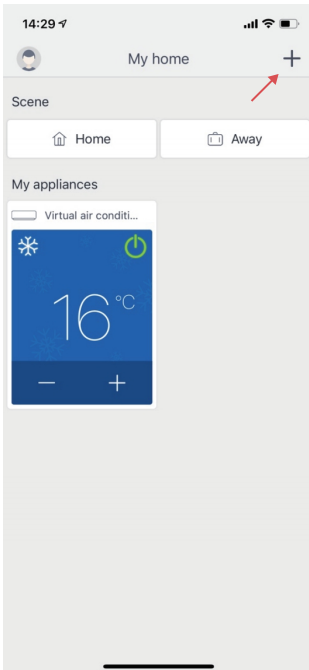 14:29
My home
Scene
Home
Away
My appliances
Virtual air conditi...
16 °C